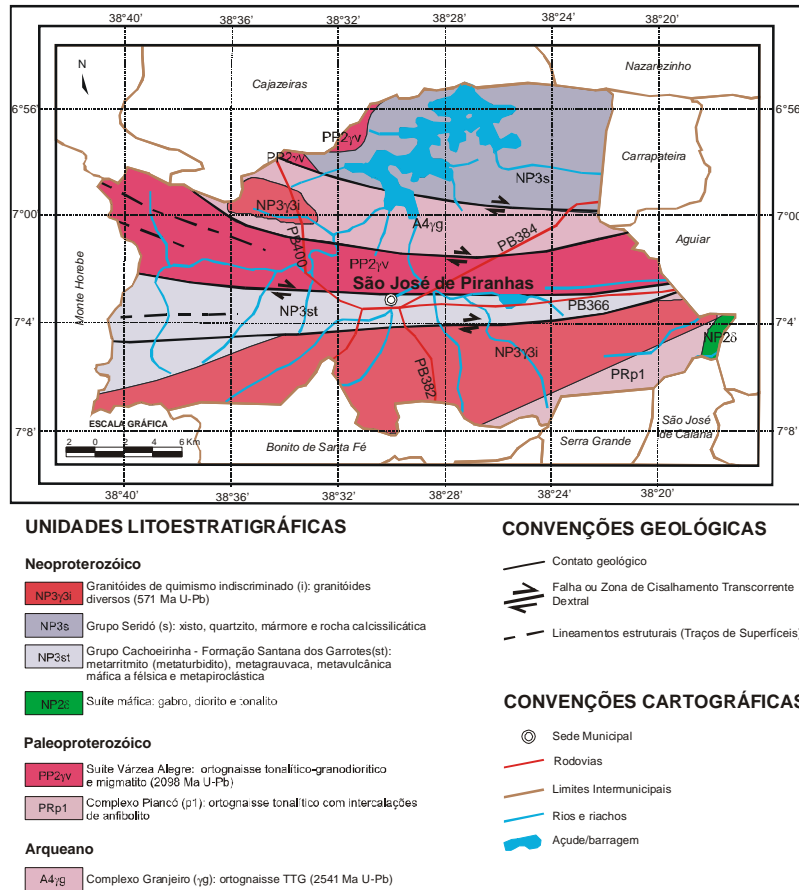 38°40' 38°36' 38°32' 38°28' 38°24' 38°20'
N
Cajazeiras
Nazarezinho
6°56' 6°56'
PP2γv
PP2γv
Carrapateira
NP3s
NP3γ3i
7°00' 7°00'
A4γg
PB384
Aguiar
PB400
PP2γv
São José de Piranhas
Monte Horebe
PB366
NP3st
7°4' 7°4'
NP2δ
NP3γ3i
PRp1
PB382
ESCALA GRÁFICA
2 0 2 4 6 Km
São José
de Caiana
7°8' 7°8'
Bonito de Santa Fé
Serra Grande
38°40' 38°36' 38°32' 38°28' 38°24' 38°20'
UNIDADES LITOESTRATIGRÁFICAS
Neoproterozóico
NP3γ3i Granitóides de quimismo indiscriminado (i): granitóides
diversos (571 Ma U-Pb)
NP3s Grupo Seridó (s): xisto, quartzito, mármore e rocha calcissilicática
NP3st Grupo Cachoeirinha - Formação Santana dos Garrotes(st):
metarritmito (metaturbidito), metagrauvaca, metavulcânica
máfica a félsica e metapiroclástica
NP2δ Suíte máfica: gabro, diorito e tonalito
Paleoproterozóico
PP2γv Suíte Várzea Alegre: ortognaisse tonalítico-granodiorítico
e migmatito (2098 Ma U-Pb)
PRp1 Complexo Piancó (p1): ortognaisse tonalítico com intercalações
de anfibolito
Arqueano
A4γg Complexo Granjeiro (γg): ortognaisse TTG (2541 Ma U-Pb)
CONVENÇÕES GEOLÓGICAS
Contato geológico
Falha ou Zona de Cisalhamento Transcorrente
Dextral
Lineamentos estruturais (Traços de Superfícies)
CONVENÇÕES CARTOGRÁFICAS
Sede Municipal
Rodovias
Limites Intermunicipais
Rios e riachos
Açude/barragem